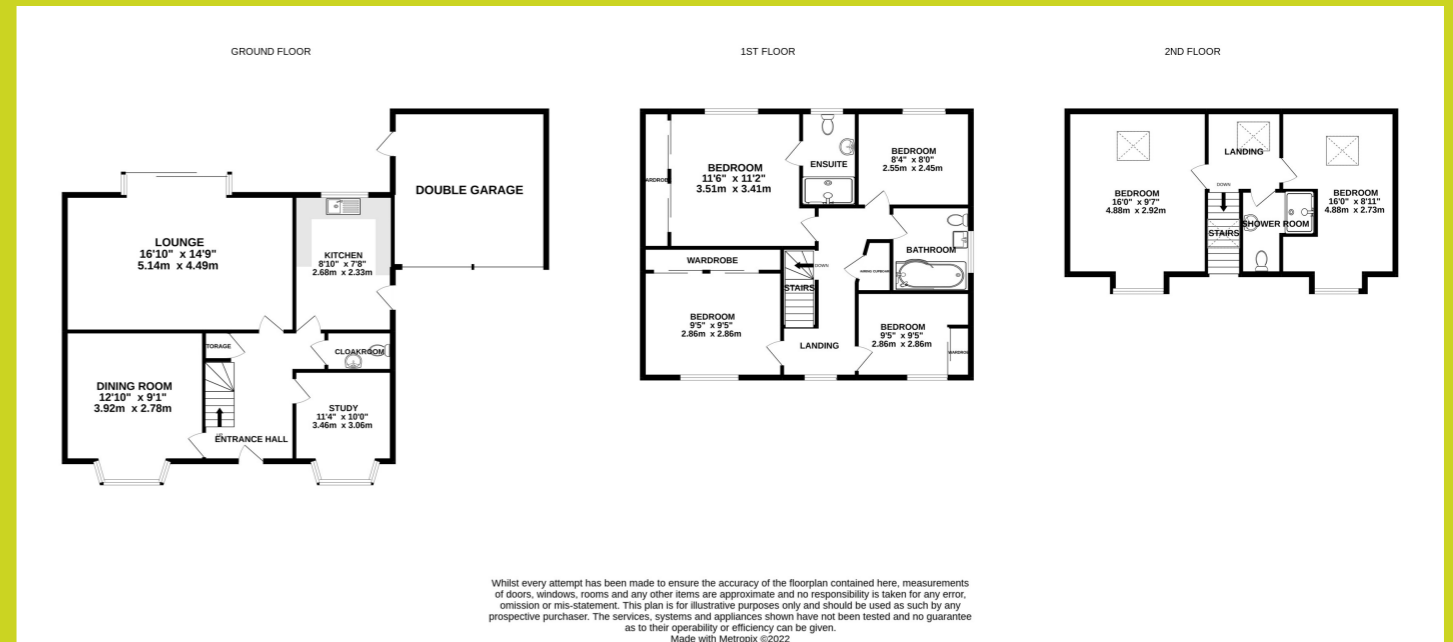 GROUND FLOOR
DOUBLE GARAGE
LOUNGE
16'10" x 14'9"
5.14m x 4.49m
KITCHEN
8'10" x 7'8"
2.68m x 2.33m
TORAGE
CLOAKROOM
DINING ROOM
12'10" x 9'1"
3.92m x 2.78m
STUDY
11'4" x 10'0"
3.46m x 3.06m
ENTRANCE HALL
1ST FLOOR
BEDROOM
11'6" x 11'2"
3.51m x 3.41m
ARDROBE
ENSUITE
BEDROOM
8'4" x 8'0"
2.55m x 2.45m
BATHROOM
WARDROBE
DOWN
AIRING CUPBOARD
STAIRS
BEDROOM
9'5" x 9'5"
2.86m x 2.86m
LANDING
BEDROOM
9'5" x 9'5"
2.86m x 2.86m
WARDROBE
2ND FLOOR
LANDING
DOWN
BEDROOM
16'0" x 9'7"
4.88m x 2.92m
BEDROOM
16'0" x 8'11"
4.88m x 2.73m
SHOWER ROOM
STAIRS
Whilst every attempt has been made to ensure the accuracy of the floorplan contained here, measurements
of doors, windows, rooms and any other items are approximate and no responsibility is taken for any error,
omission or mis-statement. This plan is for illustrative purposes only and should be used as such by any
prospective purchaser. The services, systems and appliances shown have not been tested and no guarantee
as to their operability or efficiency can be given.
Made with Metropix ©2022